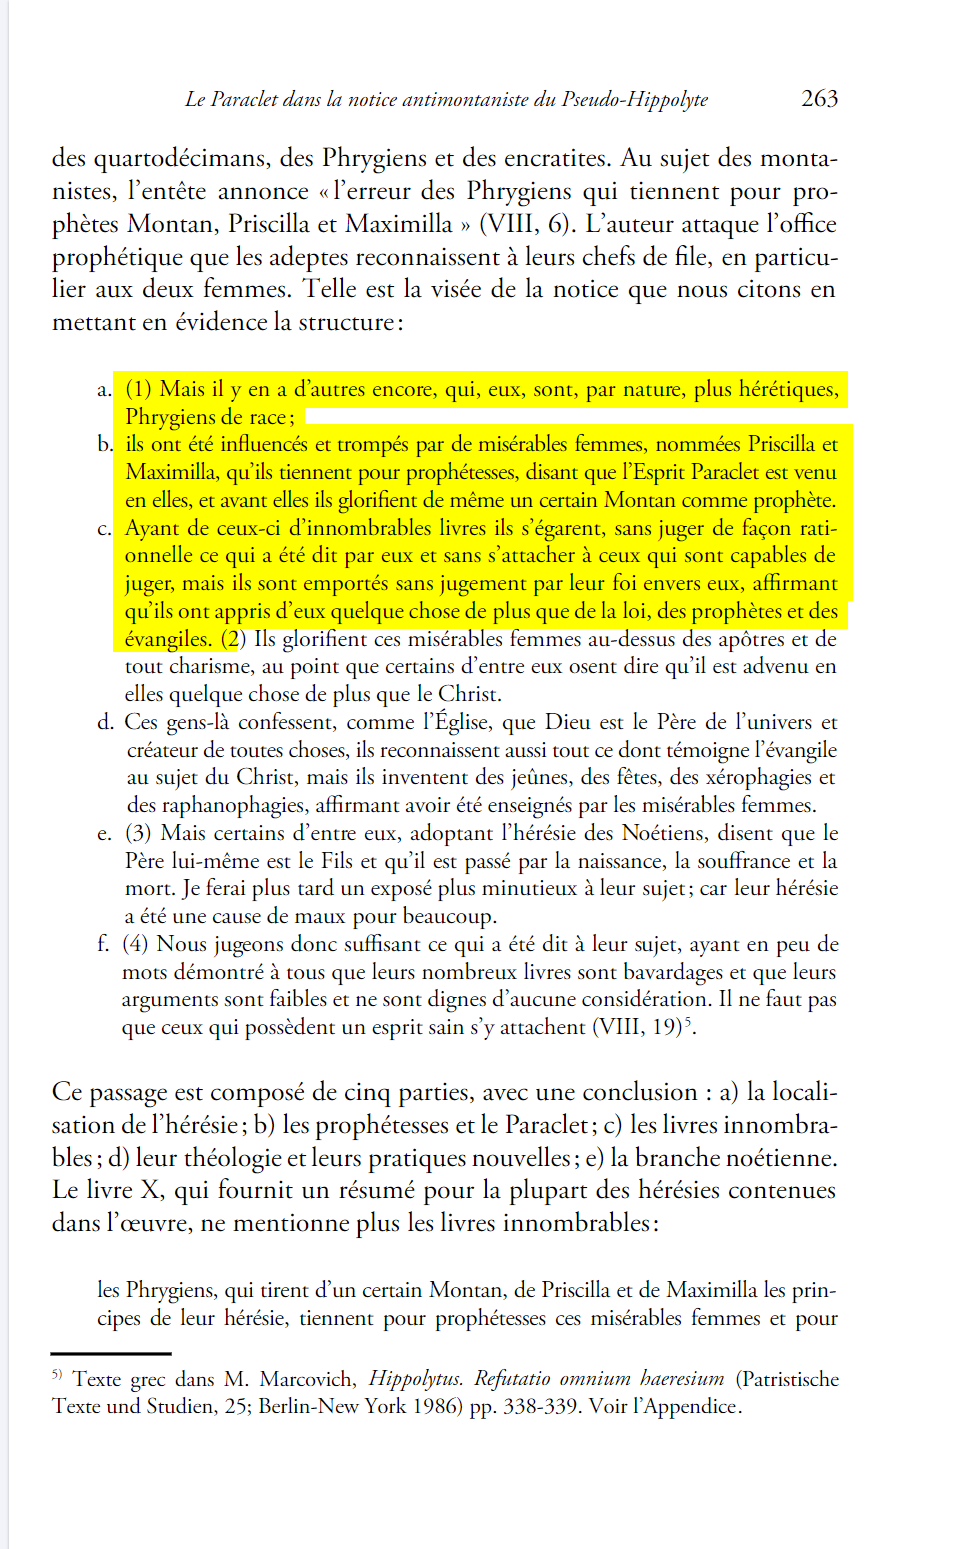 Le Paraclet dans la notice antimontaniste du Pseudo-Hippolyte 263
des quartodécimans, des Phrygiens et des encratites. Au sujet des monta-
nistes, l’entête annonce « l’erreur des Phrygiens qui tiennent pour pro-
phètes Montan, Priscilla et Maximilla » (VIII, 6). L’auteur attaque l’office
prophétique que les adeptes reconnaissent à leurs chefs de file, en particu-
lier aux deux femmes. Telle est la visée de la notice que nous citons en
mettant en évidence la structure :
a. (1) Mais il y en a d’autres encore, qui, eux, sont, par nature, plus hérétiques,
Phrygiens de race ;
b. ils ont été influencés et trompés par de misérables femmes, nommées Priscilla et
Maximilla, qu’ils tiennent pour prophétesses, disant que l’Esprit Paraclet est venu
en elles, et avant elles ils glorifient de même un certain Montan comme prophète.
c. Ayant de ceux-ci d’innombrables livres ils s’égarent, sans juger de façon rati-
onnelle ce qui a été dit par eux et sans s’attacher à ceux qui sont capables de
juger, mais ils sont emportés sans jugement par leur foi envers eux, affirmant
qu’ils ont appris d’eux quelque chose de plus que de la loi, des prophètes et des
évangiles. (2) Ils glorifient ces misérables femmes au-dessus des apôtres et de
tout charisme, au point que certains d’entre eux osent dire qu’il est advenu en
elles quelque chose de plus que le Christ.
d. Ces gens-là confessent, comme l’Église, que Dieu est le Père de l’univers et
créateur de toutes choses, ils reconnaissent aussi tout ce dont témoigne l’évangile
au sujet du Christ, mais ils inventent des jeûnes, des fêtes, des xérophagies et
des raphanophagies, affirmant avoir été enseignés par les misérables femmes.
e. (3) Mais certains d’entre eux, adoptant l’hérésie des Noétiens, disent que le
Père lui-même est le Fils et qu’il est passé par la naissance, la souffrance et la
mort. Je ferai plus tard un exposé plus minutieux à leur sujet ; car leur hérésie
a été une cause de maux pour beaucoup.
f. (4) Nous jugeons donc suffisant ce qui a été dit à leur sujet, ayant en peu de
mots démontré à tous que leurs nombreux livres sont bavardages et que leurs
arguments sont faibles et ne sont dignes d’aucune considération. Il ne faut pas
que ceux qui possèdent un esprit sain s’y attachent (VIII, 19)⁵.
Ce passage est composé de cinq parties, avec une conclusion : a) la locali-
sation de l’hérésie ; b) les prophétesses et le Paraclet ; c) les livres innombra-
bles ; d) leur théologie et leurs pratiques nouvelles ; e) la branche noétienne.
Le livre X, qui fournit un résumé pour la plupart des hérésies contenues
dans l’œuvre, ne mentionne plus les livres innombrables :
les Phrygiens, qui tirent d’un certain Montan, de Priscilla et de Maximilla les prin-
cipes de leur hérésie, tiennent pour prophétesses ces misérables femmes et pour
⁵⁾ Texte grec dans M. Marcovich, Hippolytus. Refutatio omnium haeresium (Patristische
Texte und Studien, 25; Berlin-New York 1986) pp. 338-339. Voir l’Appendice.